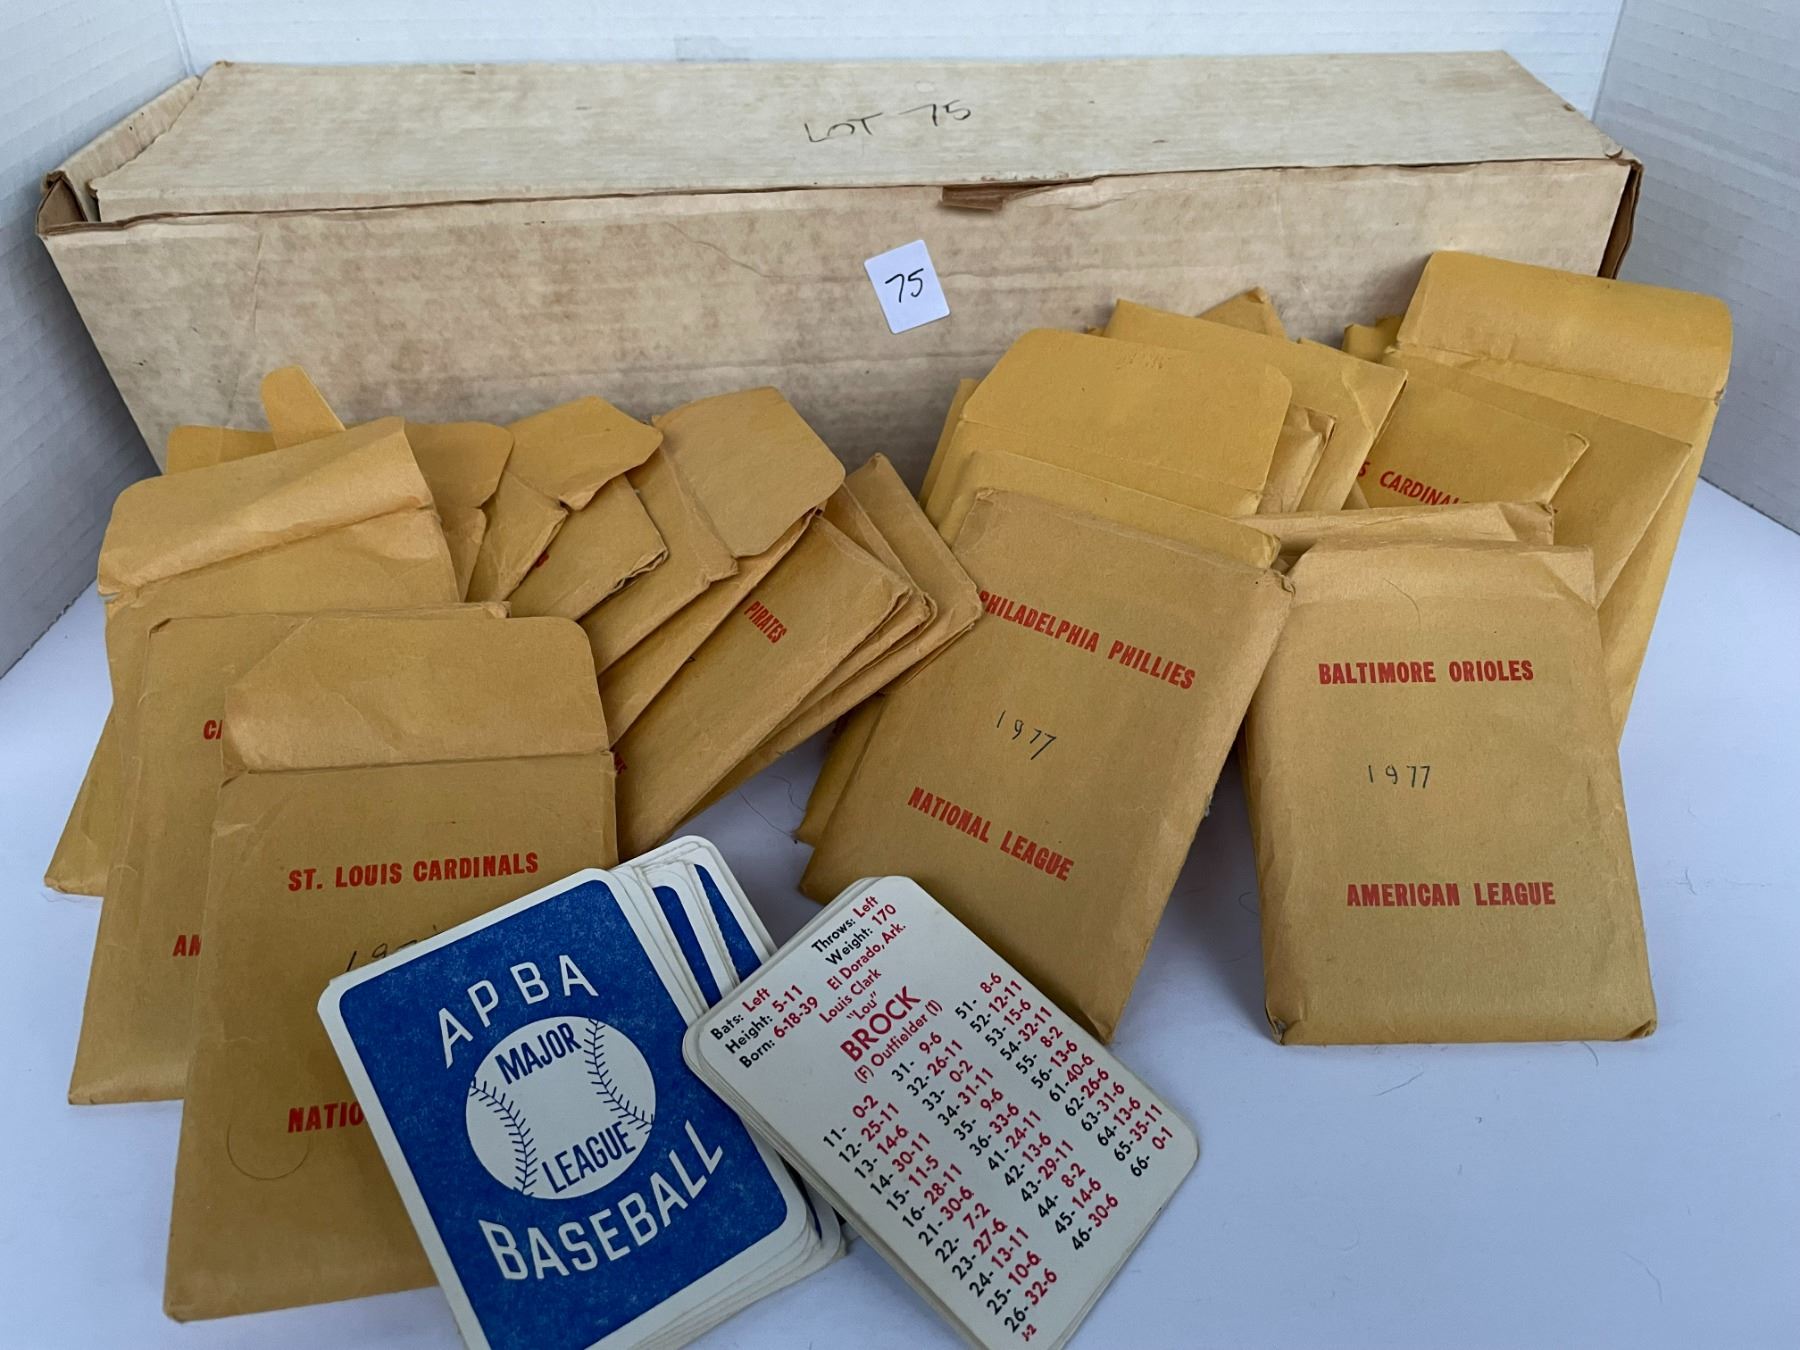 LOT 75
75
CARDINALS
PIRATES
PHILADELPHIA PHILLIES
1977
NATIONAL LEAGUE
BALTIMORE ORIOLES
1977
AMERICAN LEAGUE
ST. LOUIS CARDINALS
APBA
MAJOR
LEAGUE
BASEBALL
Bats: Left Throws: Left
Height: 5-11 Weight: 170
Born: 6-18-39 El Dorado, Ark.
Louis Clark
"Lou"
BROCK
(F) Outfielder (1)
11- 0-2 31- 9-6 51- 8-6
12- 25-11 32- 26-11 52- 12-11
13- 14-6 33- 0-2 53- 15-6
14- 30-11 34- 31-11 54- 32-11
15- 11-5 35- 9-6 55- 8-2
16- 28-11 36- 33-6 56- 13-6
21- 30-6 41- 24-11 61- 40-6
22- 7-2 42- 13-6 62- 26-6
23- 27-6 43- 29-11 63- 31-6
24- 13-11 44- 8-2 64- 13-6
25- 10-6 45- 14-6 65- 35-11
26- 32-6 46- 30-6 66- 0-1
J-2